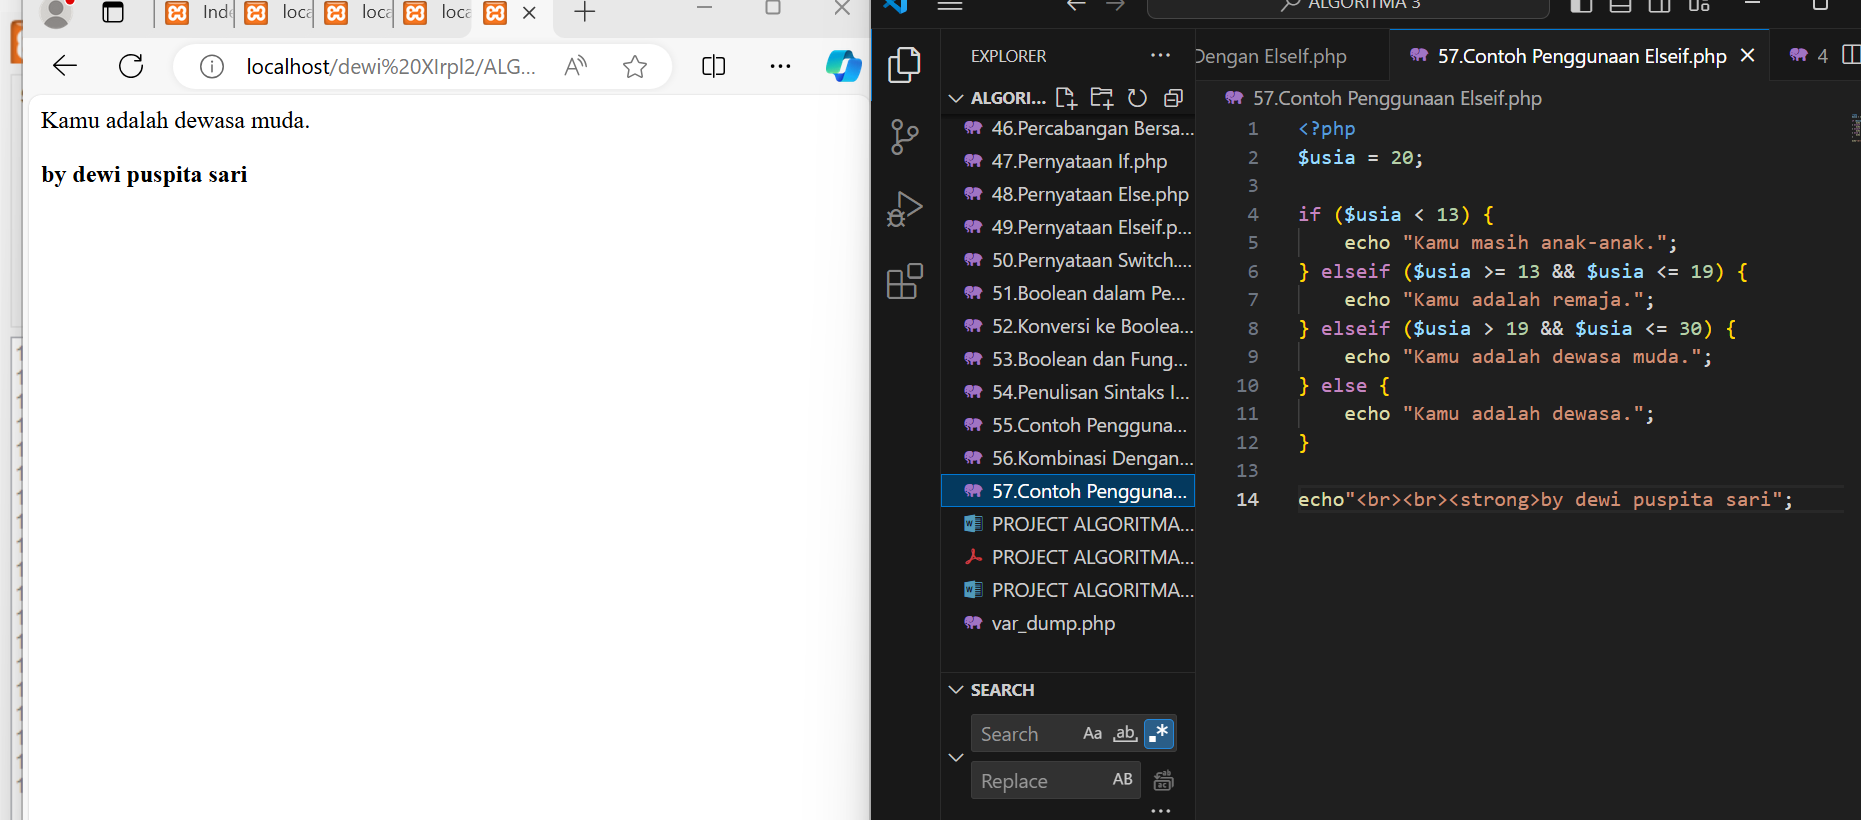 Ind
loca
loca
loca
localhost/dewi%20XIrpl2/ALG...
Kamu adalah dewasa muda.
by dewi puspita sari
ALGORITMA 3
EXPLORER
ALGORI...
46.Percabangan Bersa...
47.Pernyataan If.php
48.Pernyataan Else.php
49.Pernyataan Elseif.p...
50.Pernyataan Switch....
51.Boolean dalam Pe...
52.Konversi ke Boolea...
53.Boolean dan Fung...
54.Penulisan Sintaks I...
55.Contoh Pengguna...
56.Kombinasi Dengan...
57.Contoh Pengguna...
PROJECT ALGORITMA...
PROJECT ALGORITMA...
PROJECT ALGORITMA...
var_dump.php
SEARCH
Search Aa ab .*
Replace AB
Dengan ElseIf.php
57.Contoh Penggunaan Elseif.php
4
57.Contoh Penggunaan Elseif.php
1 <?php
2 $usia = 20;
3
4 if ($usia < 13) {
5 echo "Kamu masih anak-anak.";
6 } elseif ($usia >= 13 && $usia <= 19) {
7 echo "Kamu adalah remaja.";
8 } elseif ($usia > 19 && $usia <= 30) {
9 echo "Kamu adalah dewasa muda.";
10 } else {
11 echo "Kamu adalah dewasa.";
12 }
13
14 echo"<br><br><strong>by dewi puspita sari";